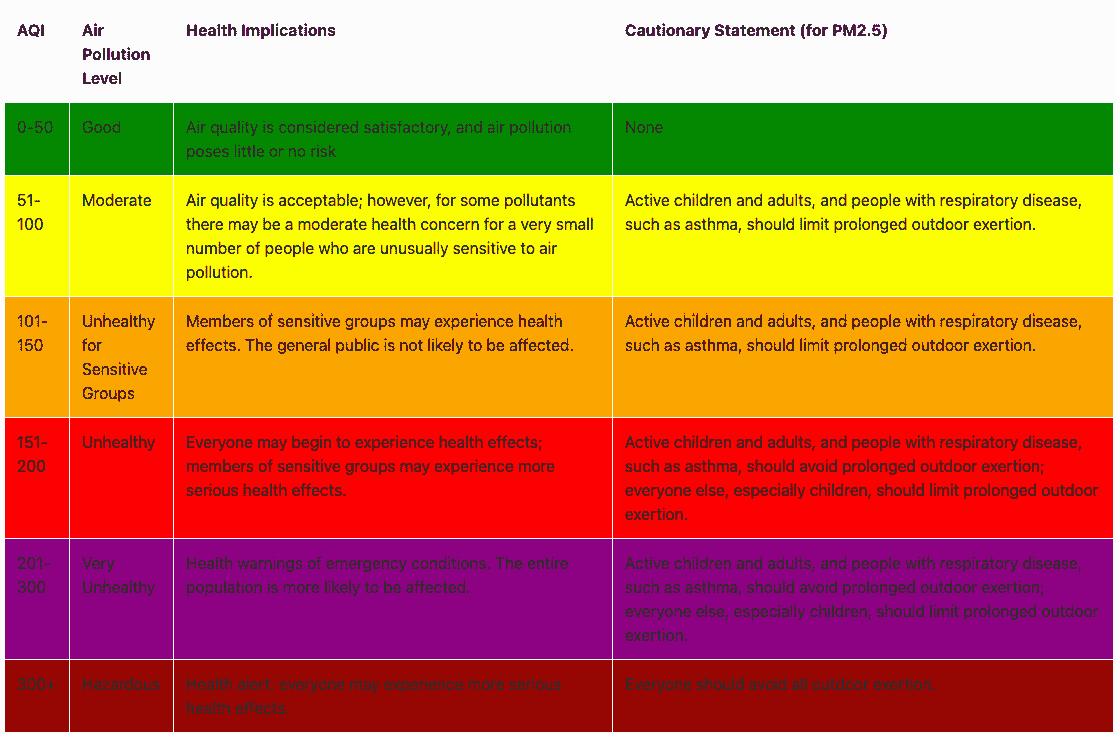 AQI
Air
Pollution
Level
Health Implications
Cautionary Statement (for PM2.5)
0-50
Good
Air quality is considered satisfactory, and air pollution
poses little or no risk
None
51-
100
Moderate
Air quality is acceptable; however, for some pollutants
there may be a moderate health concern for a very small
number of people who are unusually sensitive to air
pollution.
Active children and adults, and people with respiratory disease,
such as asthma, should limit prolonged outdoor exertion.
101-
150
Unhealthy
for
Sensitive
Groups
Members of sensitive groups may experience health
effects. The general public is not likely to be affected.
Active children and adults, and people with respiratory disease,
such as asthma, should limit prolonged outdoor exertion.
151-
200
Unhealthy
Everyone may begin to experience health effects;
members of sensitive groups may experience more
serious health effects.
Active children and adults, and people with respiratory disease,
such as asthma, should avoid prolonged outdoor exertion;
everyone else, especially children, should limit prolonged outdoor
exertion.
201-
300
Very
Unhealthy
Health warnings of emergency conditions. The entire
population is more likely to be affected.
Active children and adults, and people with respiratory disease,
such as asthma, should avoid prolonged outdoor exertion;
everyone else, especially children, should limit prolonged outdoor
exertion.
300+
Hazardous
Health alert: everyone may experience more serious
health effects.
Everyone should avoid all outdoor exertion.